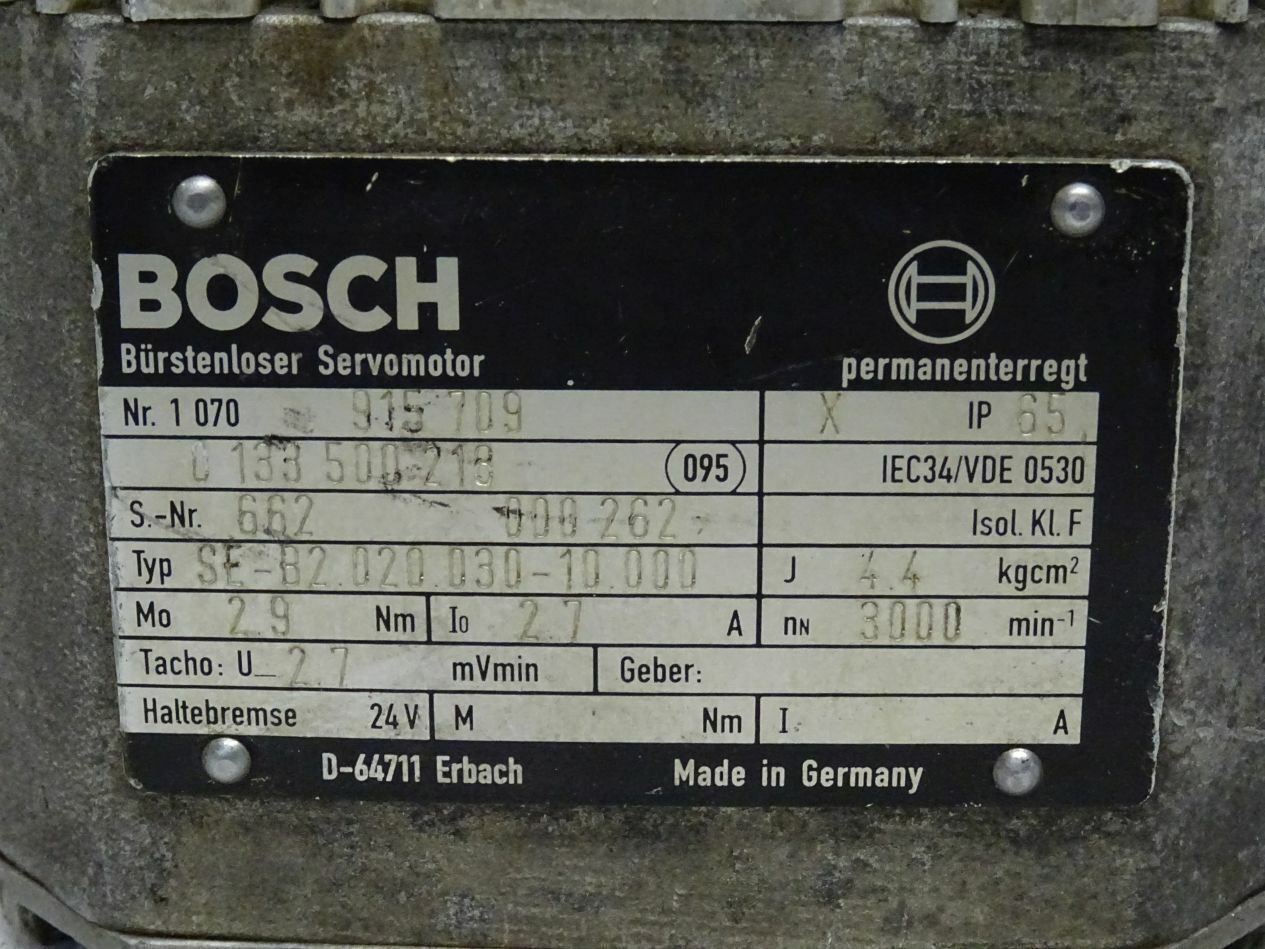 BOSCH
Bürstenloser Servomotor
permanenterregt
Nr. 1 070 915 709 X IP 65
C 133 500 218 095 IEC34/VDE 0530
S.-Nr. 662 000 262 Isol. Kl. F
Typ SE-B2.020.030-10.000 J 4.4 kgcm²
Mo 2.9 Nm I0 2.7 A nN 3000 min-1
Tacho: U_ 2.7 mVmin Geber:
Haltebremse 24V M Nm I A
D-64711 Erbach Made in Germany